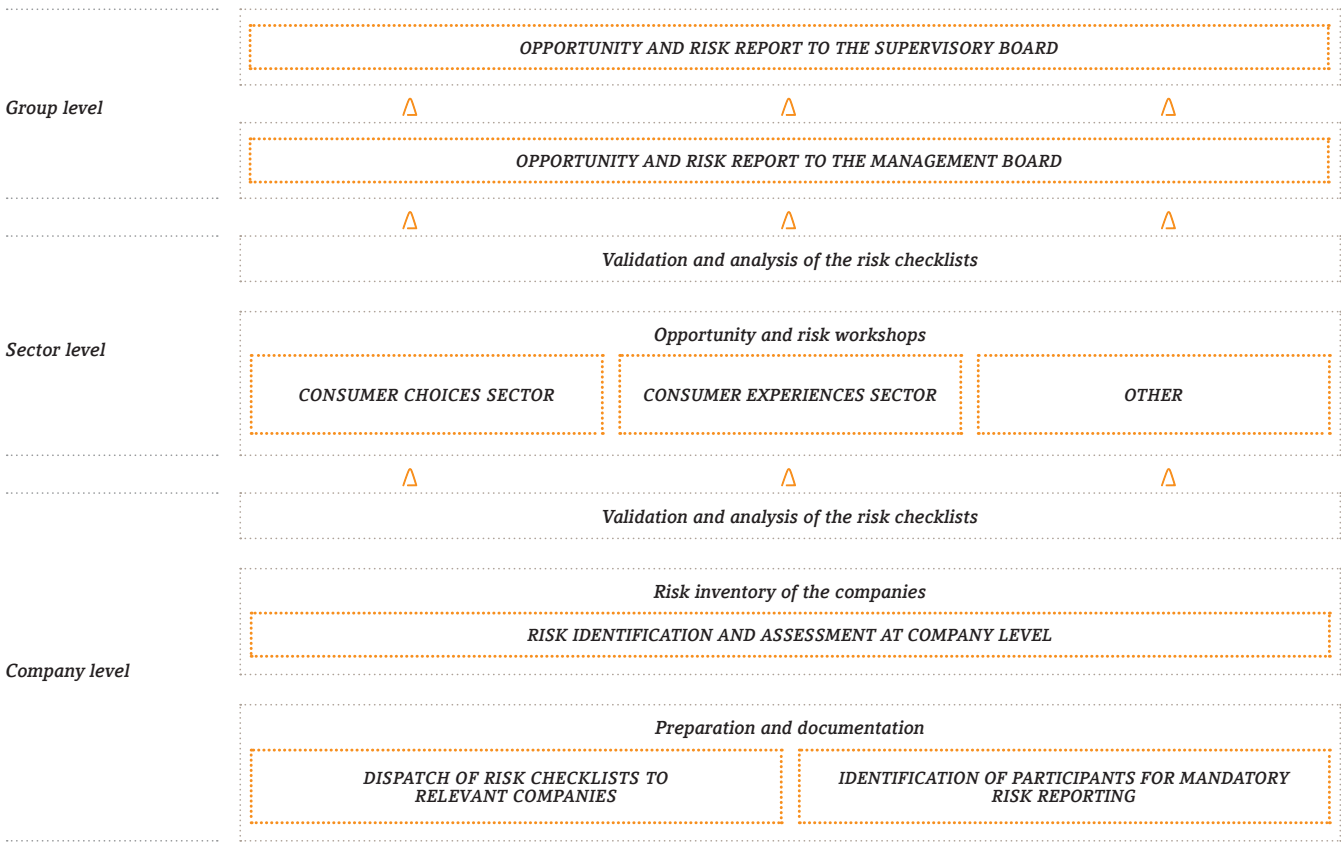 OPPORTUNITY AND RISK REPORT TO THE SUPERVISORY BOARD
Group level
OPPORTUNITY AND RISK REPORT TO THE MANAGEMENT BOARD
Validation and analysis of the risk checklists
Opportunity and risk workshops
Sector level
CONSUMER CHOICES SECTOR
CONSUMER EXPERIENCES SECTOR
OTHER
Validation and analysis of the risk checklists
Risk inventory of the companies
RISK IDENTIFICATION AND ASSESSMENT AT COMPANY LEVEL
Company level
Preparation and documentation
DISPATCH OF RISK CHECKLISTS TO
RELEVANT COMPANIES
IDENTIFICATION OF PARTICIPANTS FOR MANDATORY
RISK REPORTING